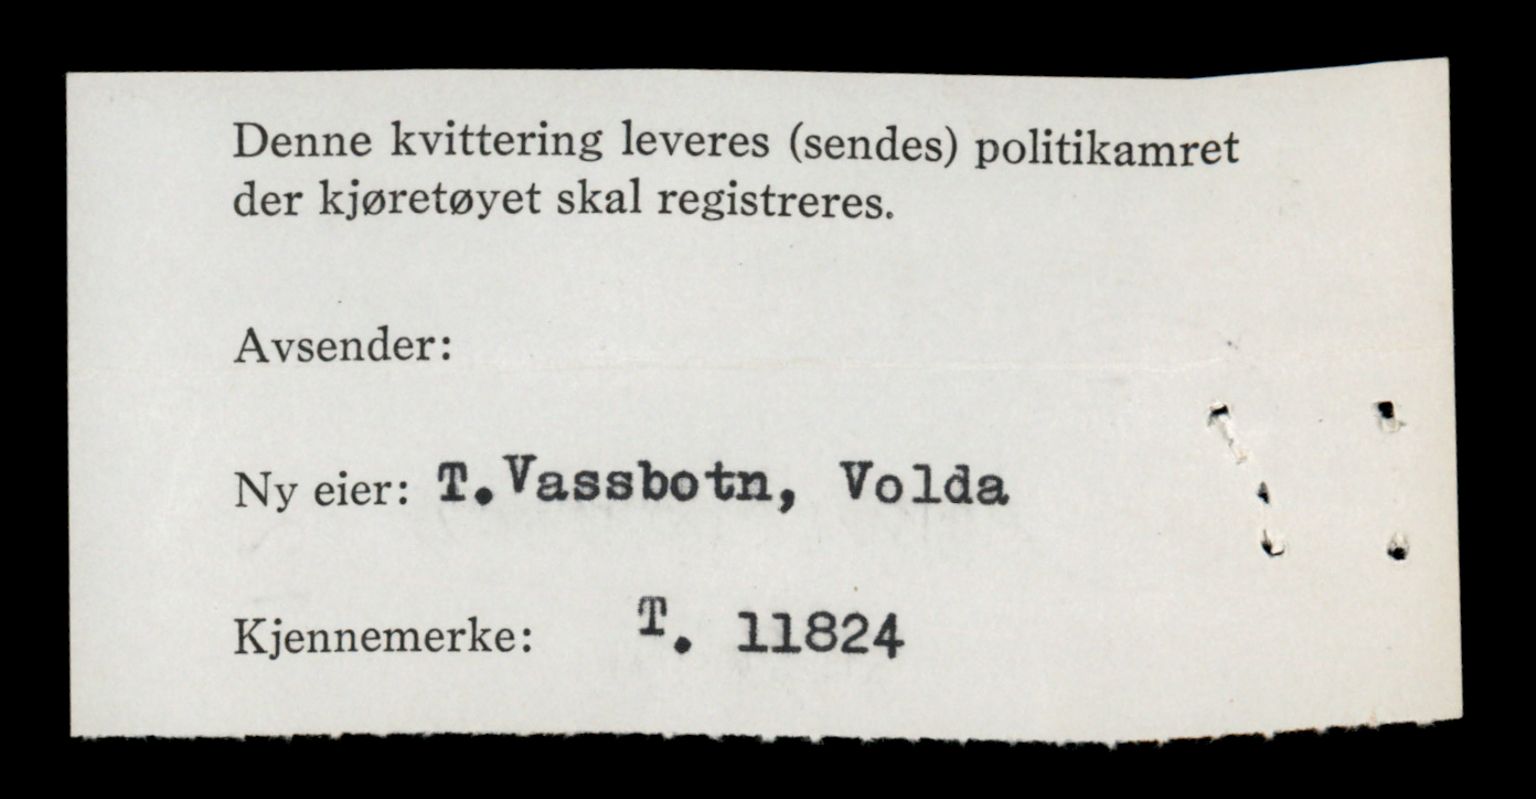 Denne kvittering leveres (sendes) politikamret
der kjøretøyet skal registreres.
Avsender:
Ny eier: T.Vassbotn, Volda
Kjennemerke: T. 11824